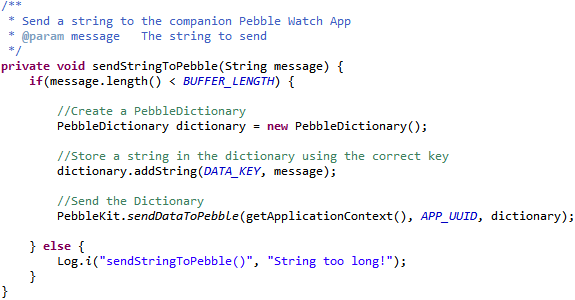 /**
 * Send a string to the companion Pebble Watch App
 * @param message   The string to send
 */
private void sendStringToPebble(String message) {
    if(message.length() < BUFFER_LENGTH) {

        //Create a PebbleDictionary
        PebbleDictionary dictionary = new PebbleDictionary();

        //Store a string in the dictionary using the correct key
        dictionary.addString(DATA_KEY, message);

        //Send the Dictionary
        PebbleKit.sendDataToPebble(getApplicationContext(), APP_UUID, dictionary);

    } else {
        Log.i("sendStringToPebble()", "String too long!");
    }
}